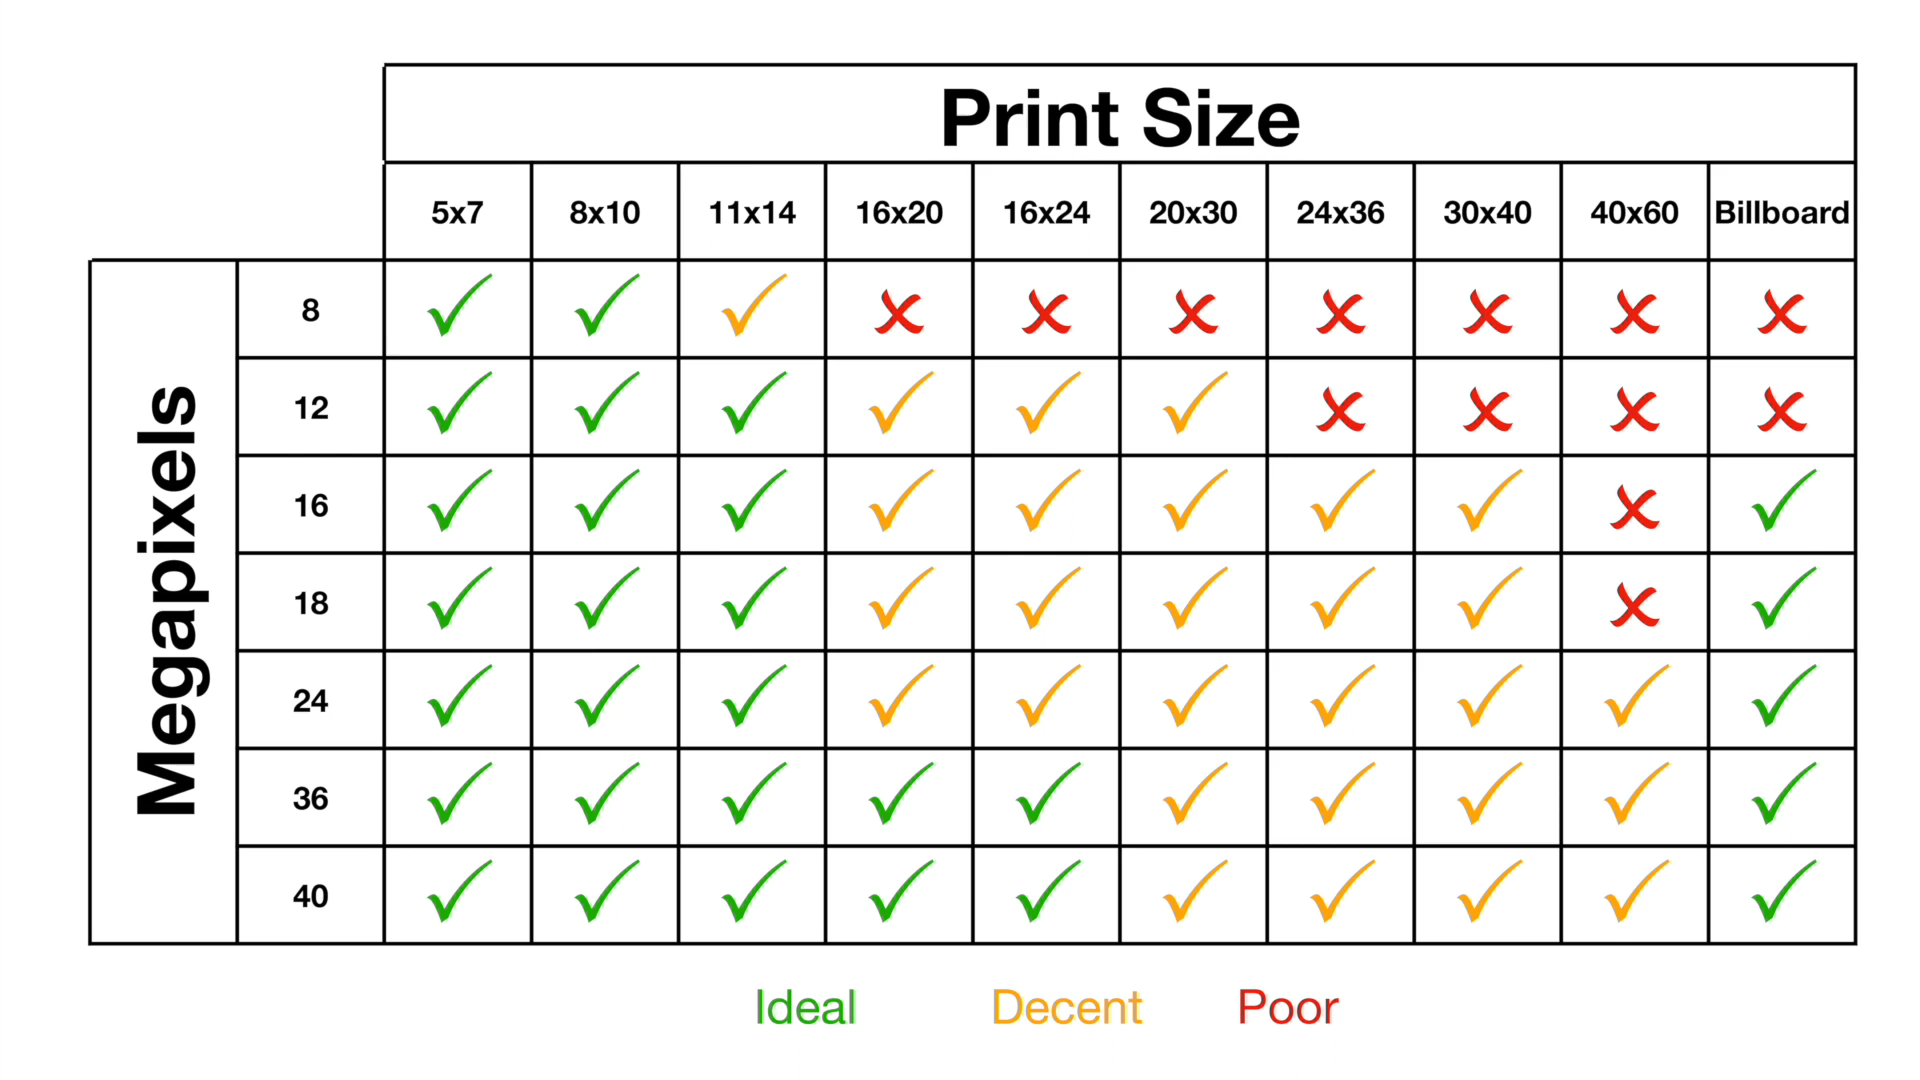 Print Size
5x7 8x10 11x14 16x20 16x24 20x30 24x36 30x40 40x60 Billboard
Megapixels
8
12
16
18
24
36
40
Ideal Decent Poor